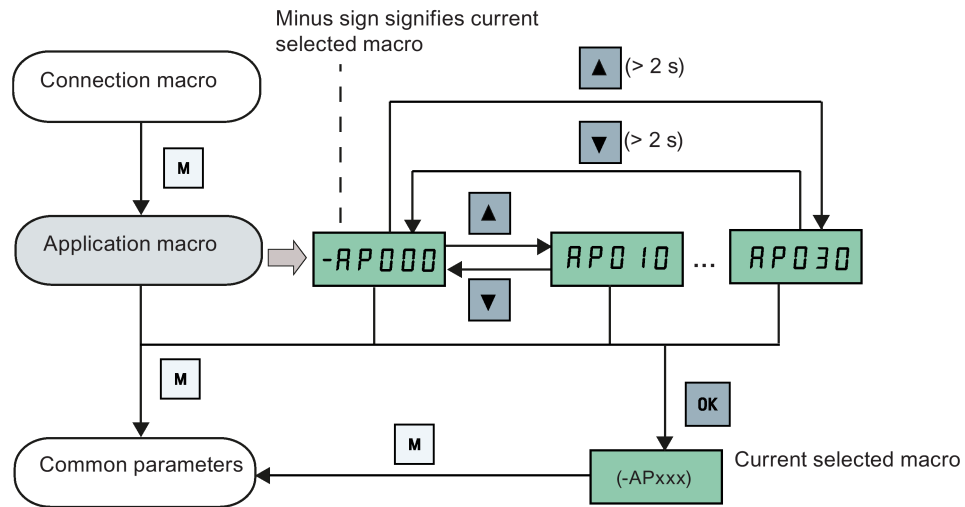 Minus sign signifies current
selected macro
▲ (> 2 s)
Connection macro
▼ (> 2 s)
M
▲
Application macro
-AP000
AP010 ... AP030
▼
M
OK
M
Common parameters
(-APxxx)
Current selected macro